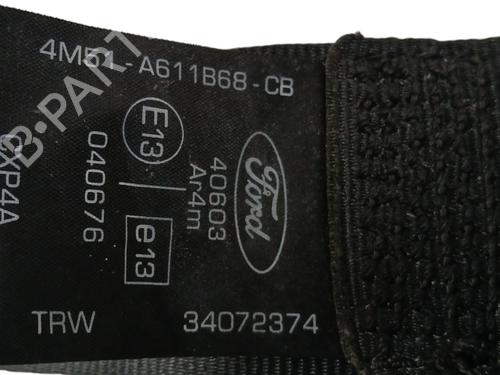 4M51-A611B68-CB
E13
Ford
40603
Ar4m
040676
e13
TRW
34072374
B-PART